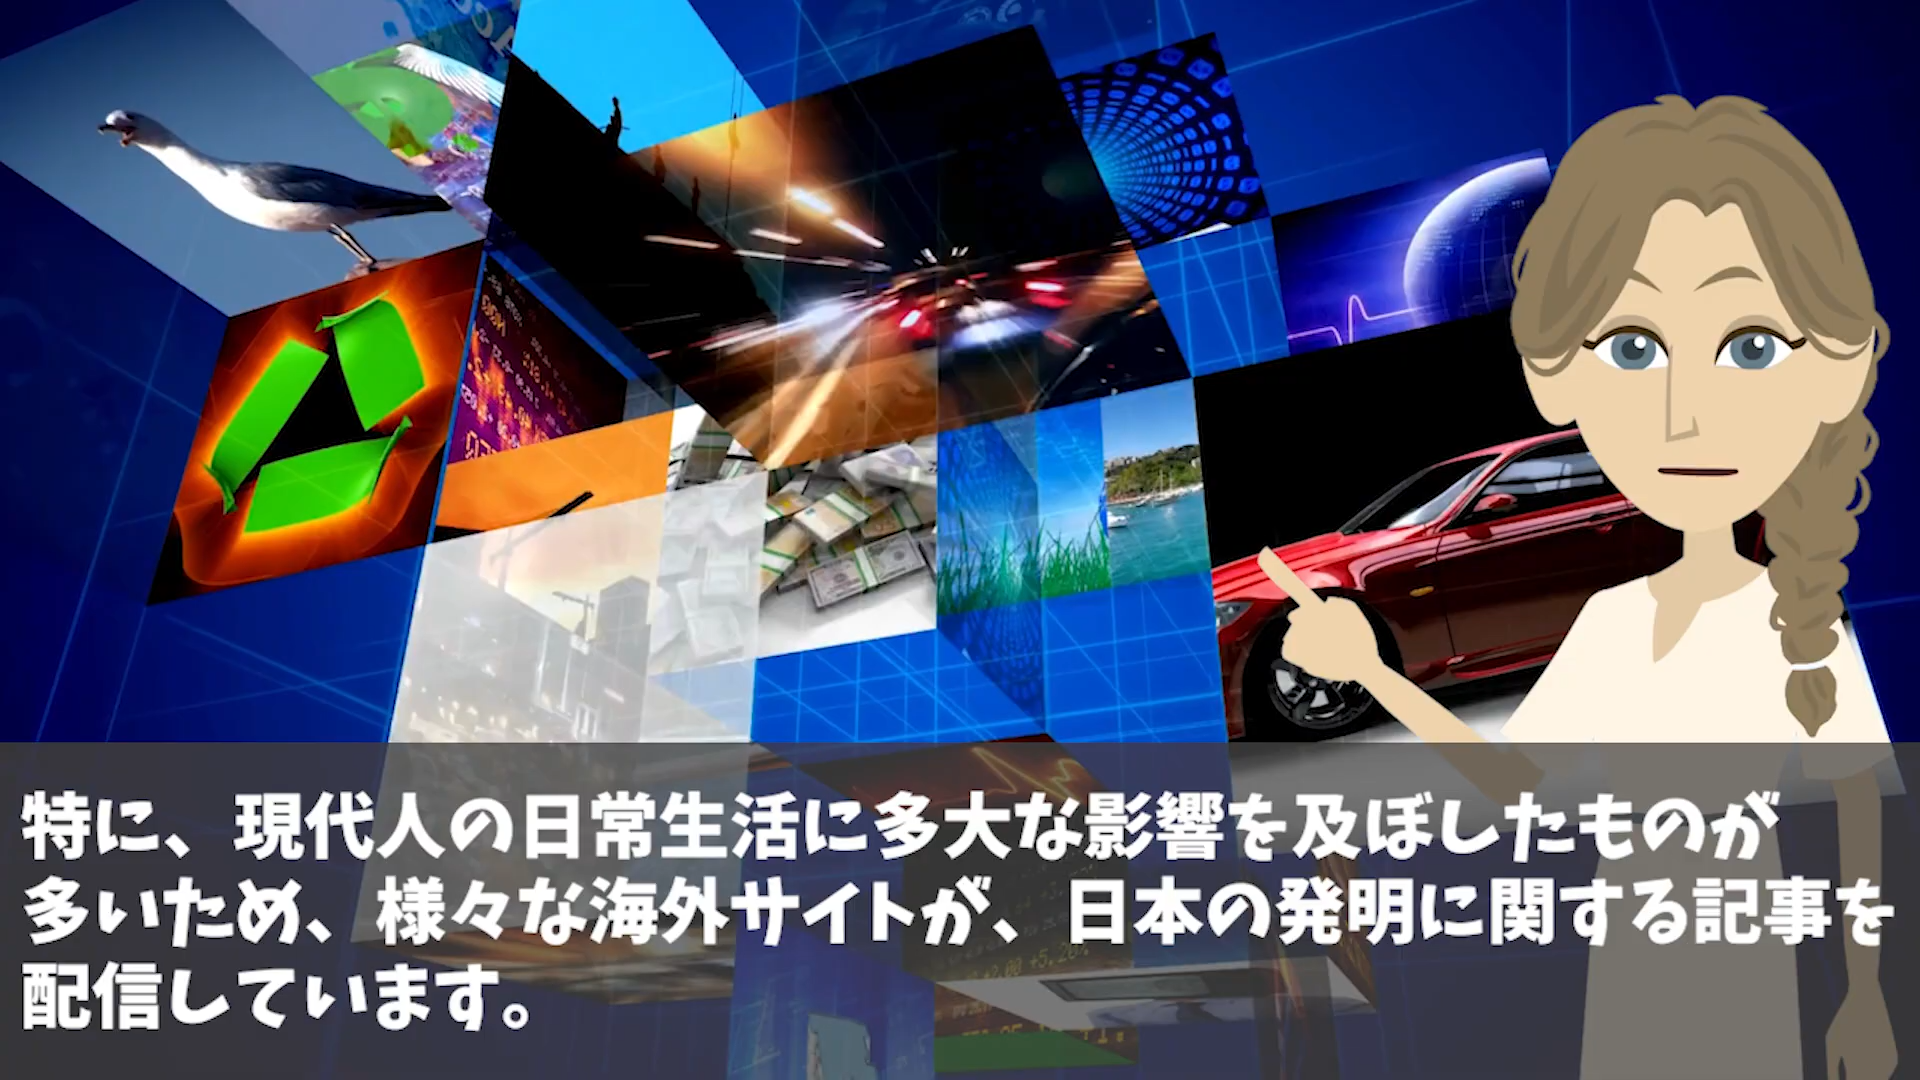 特に、現代人の日常生活に多大な影響を及ぼしたものが
多いため、様々な海外サイトが、日本の発明に関する記事を
配信しています。